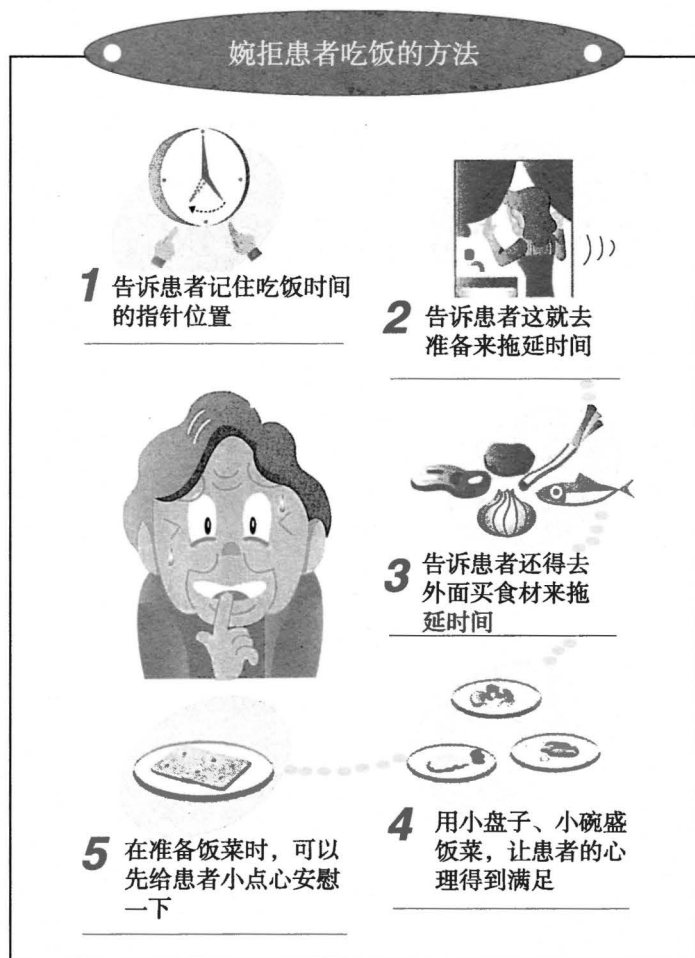 婉拒患者吃饭的方法
1 告诉患者记住吃饭时间
的指针位置
2 告诉患者这就去
准备来拖延时间
3 告诉患者还得去
外面买食材来拖
延时间
4 用小盘子、小碗盛
饭菜，让患者的心
理得到满足
5 在准备饭菜时，可以
先给患者小点心安慰
一下